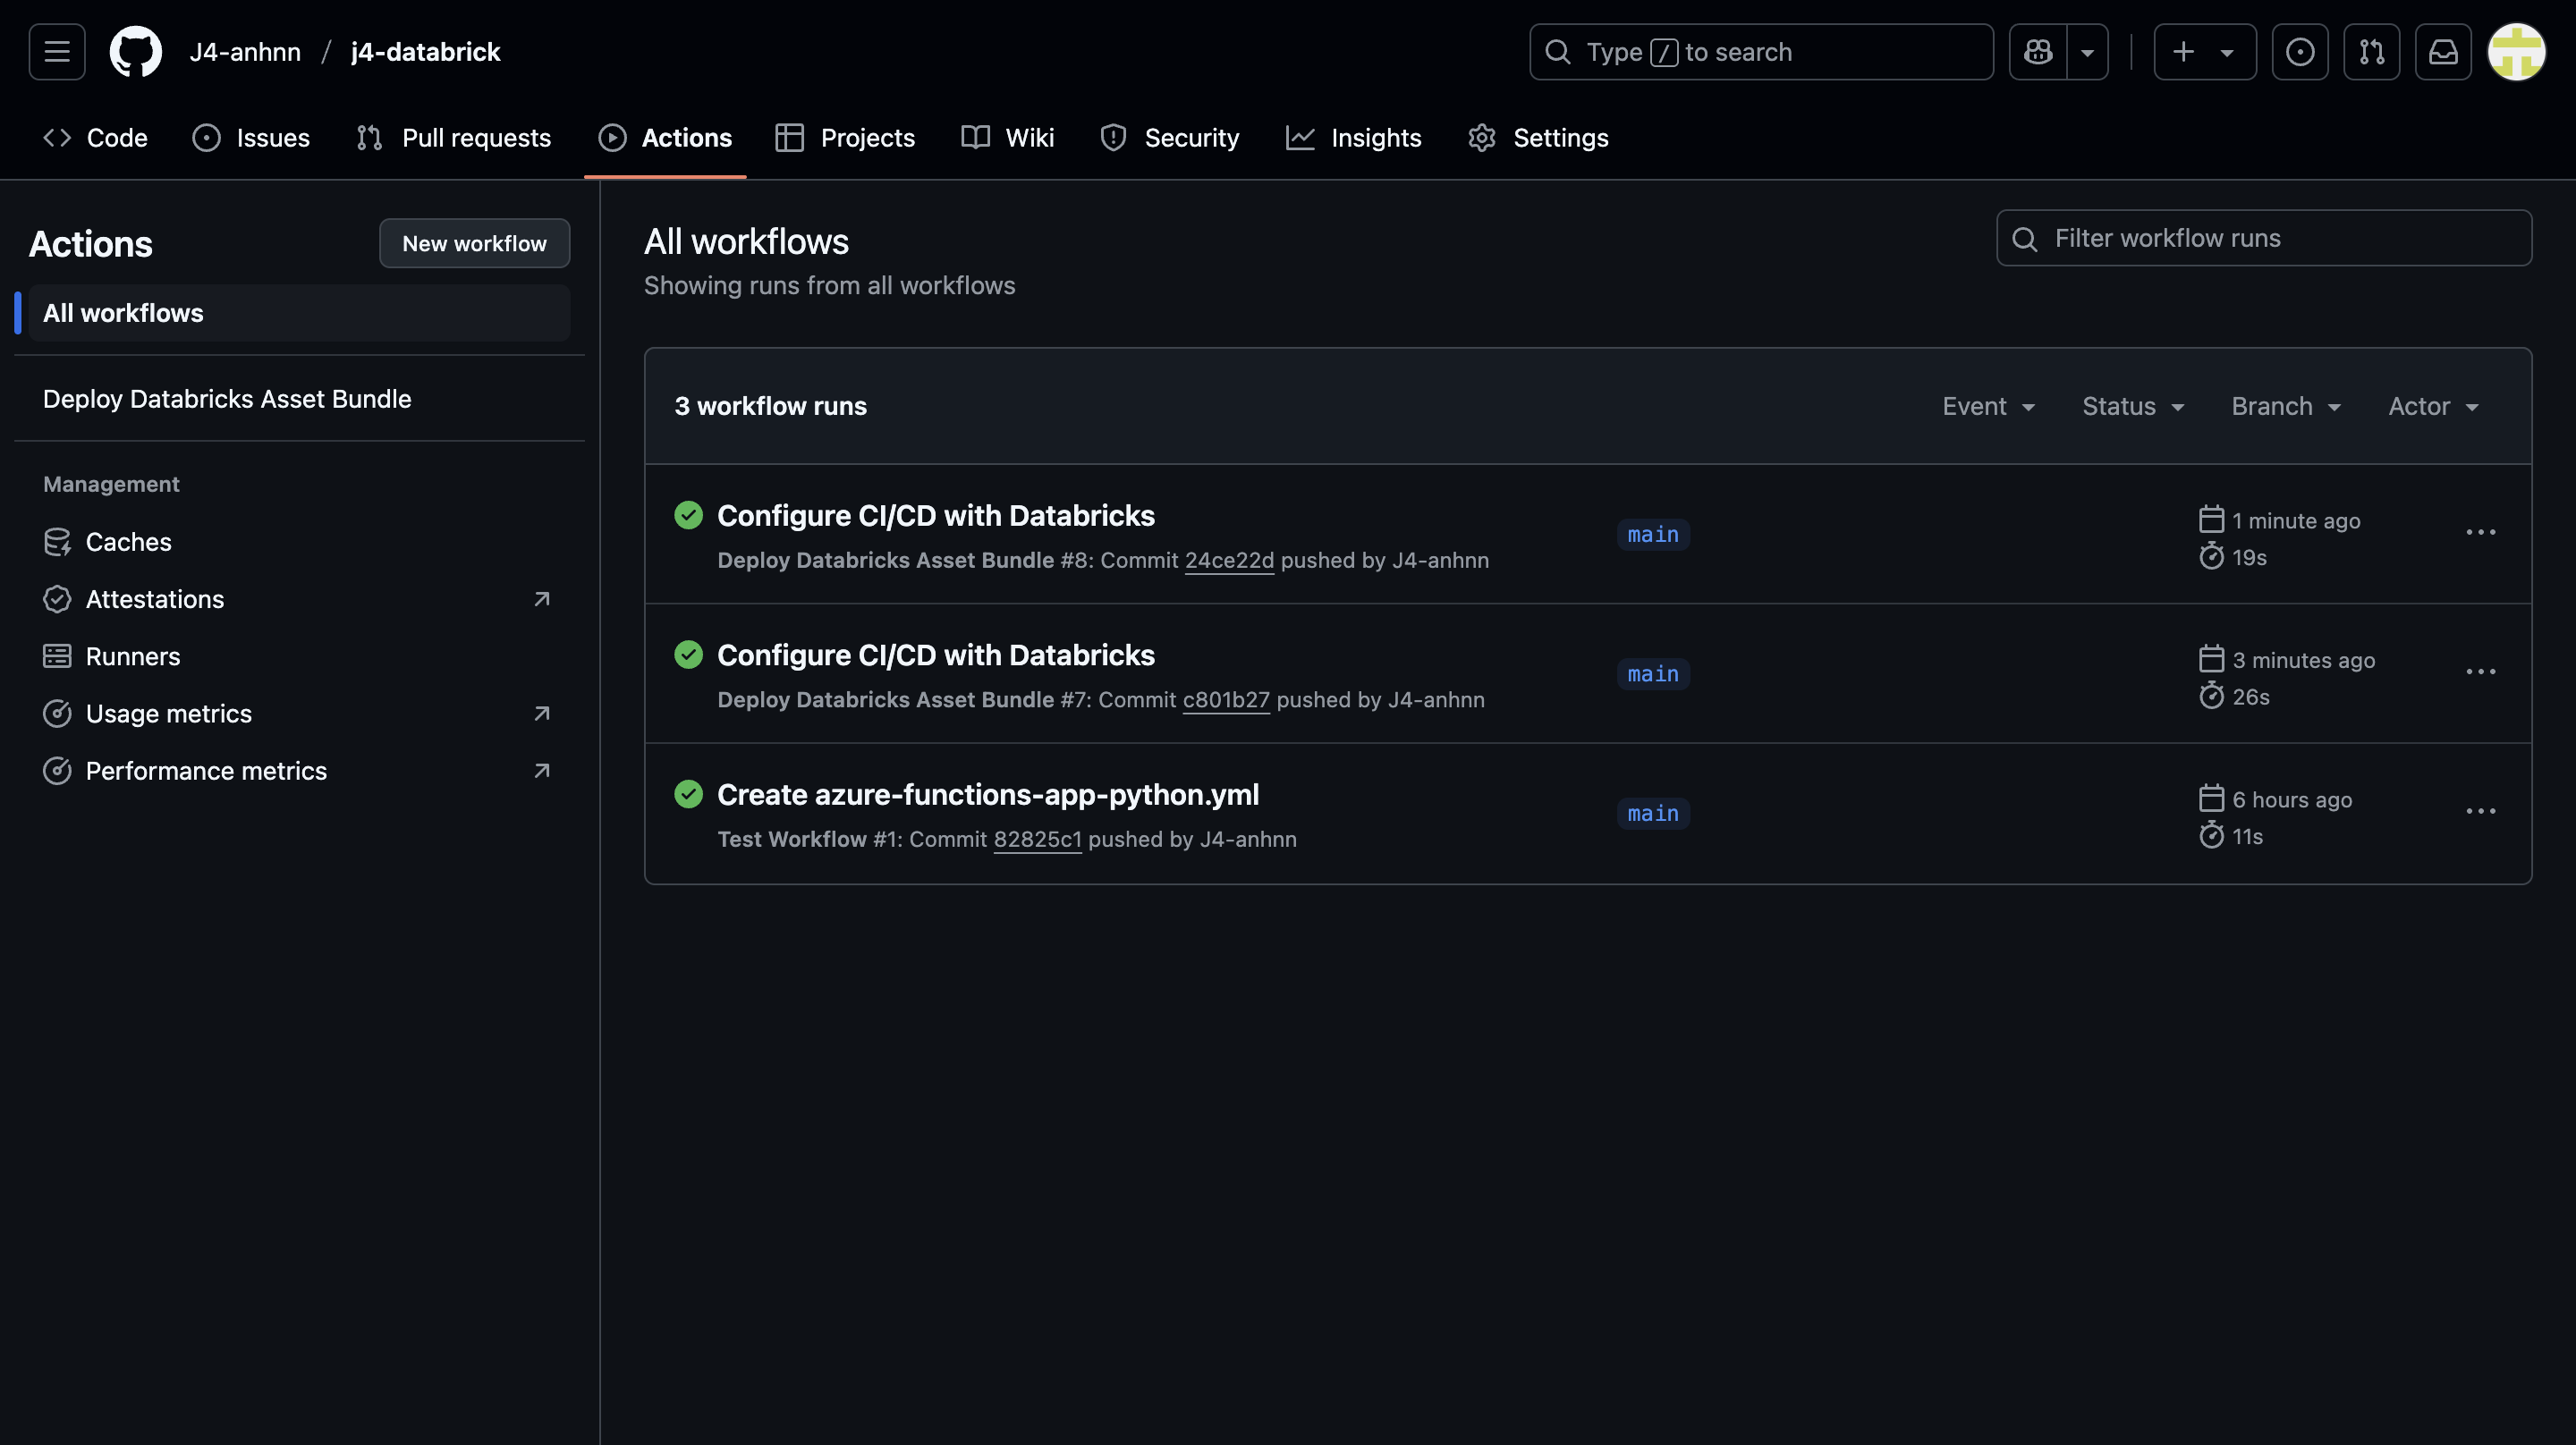 J4-anhnn / j4-databrick
Type / to search
Code
Issues
Pull requests
Actions
Projects
Wiki
Security
Insights
Settings
Actions
New workflow
All workflows
Deploy Databricks Asset Bundle
Management
Caches
Attestations
Runners
Usage metrics
Performance metrics
All workflows
Showing runs from all workflows
Filter workflow runs
3 workflow runs
Event
Status
Branch
Actor
Configure CI/CD with Databricks
Deploy Databricks Asset Bundle #8: Commit 24ce22d pushed by J4-anhnn
main
1 minute ago
19s
Configure CI/CD with Databricks
Deploy Databricks Asset Bundle #7: Commit c801b27 pushed by J4-anhnn
main
3 minutes ago
26s
Create azure-functions-app-python.yml
Test Workflow #1: Commit 82825c1 pushed by J4-anhnn
main
6 hours ago
11s